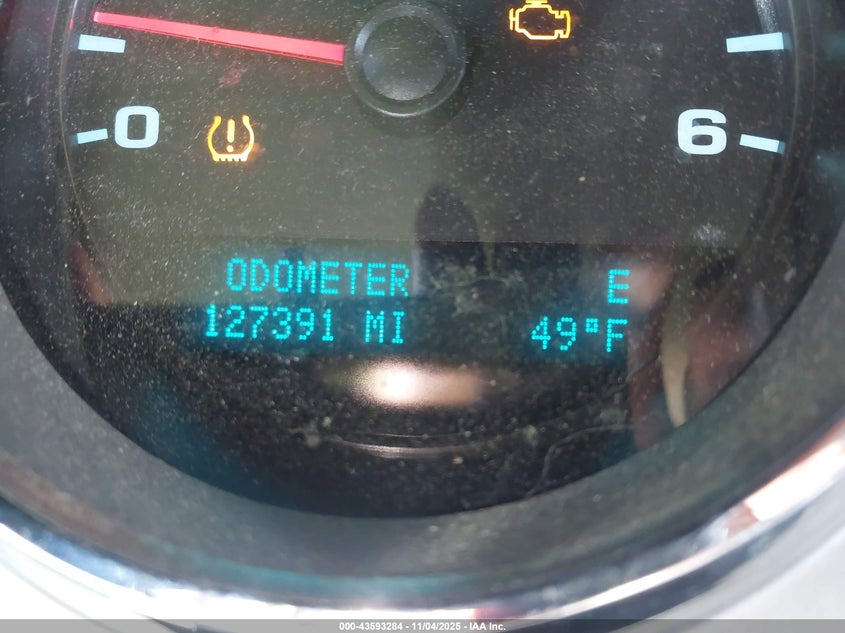 0
6
ODOMETER E
127391 MI 49°F
000-43593284 - 11/04/2025 - IAA Inc.